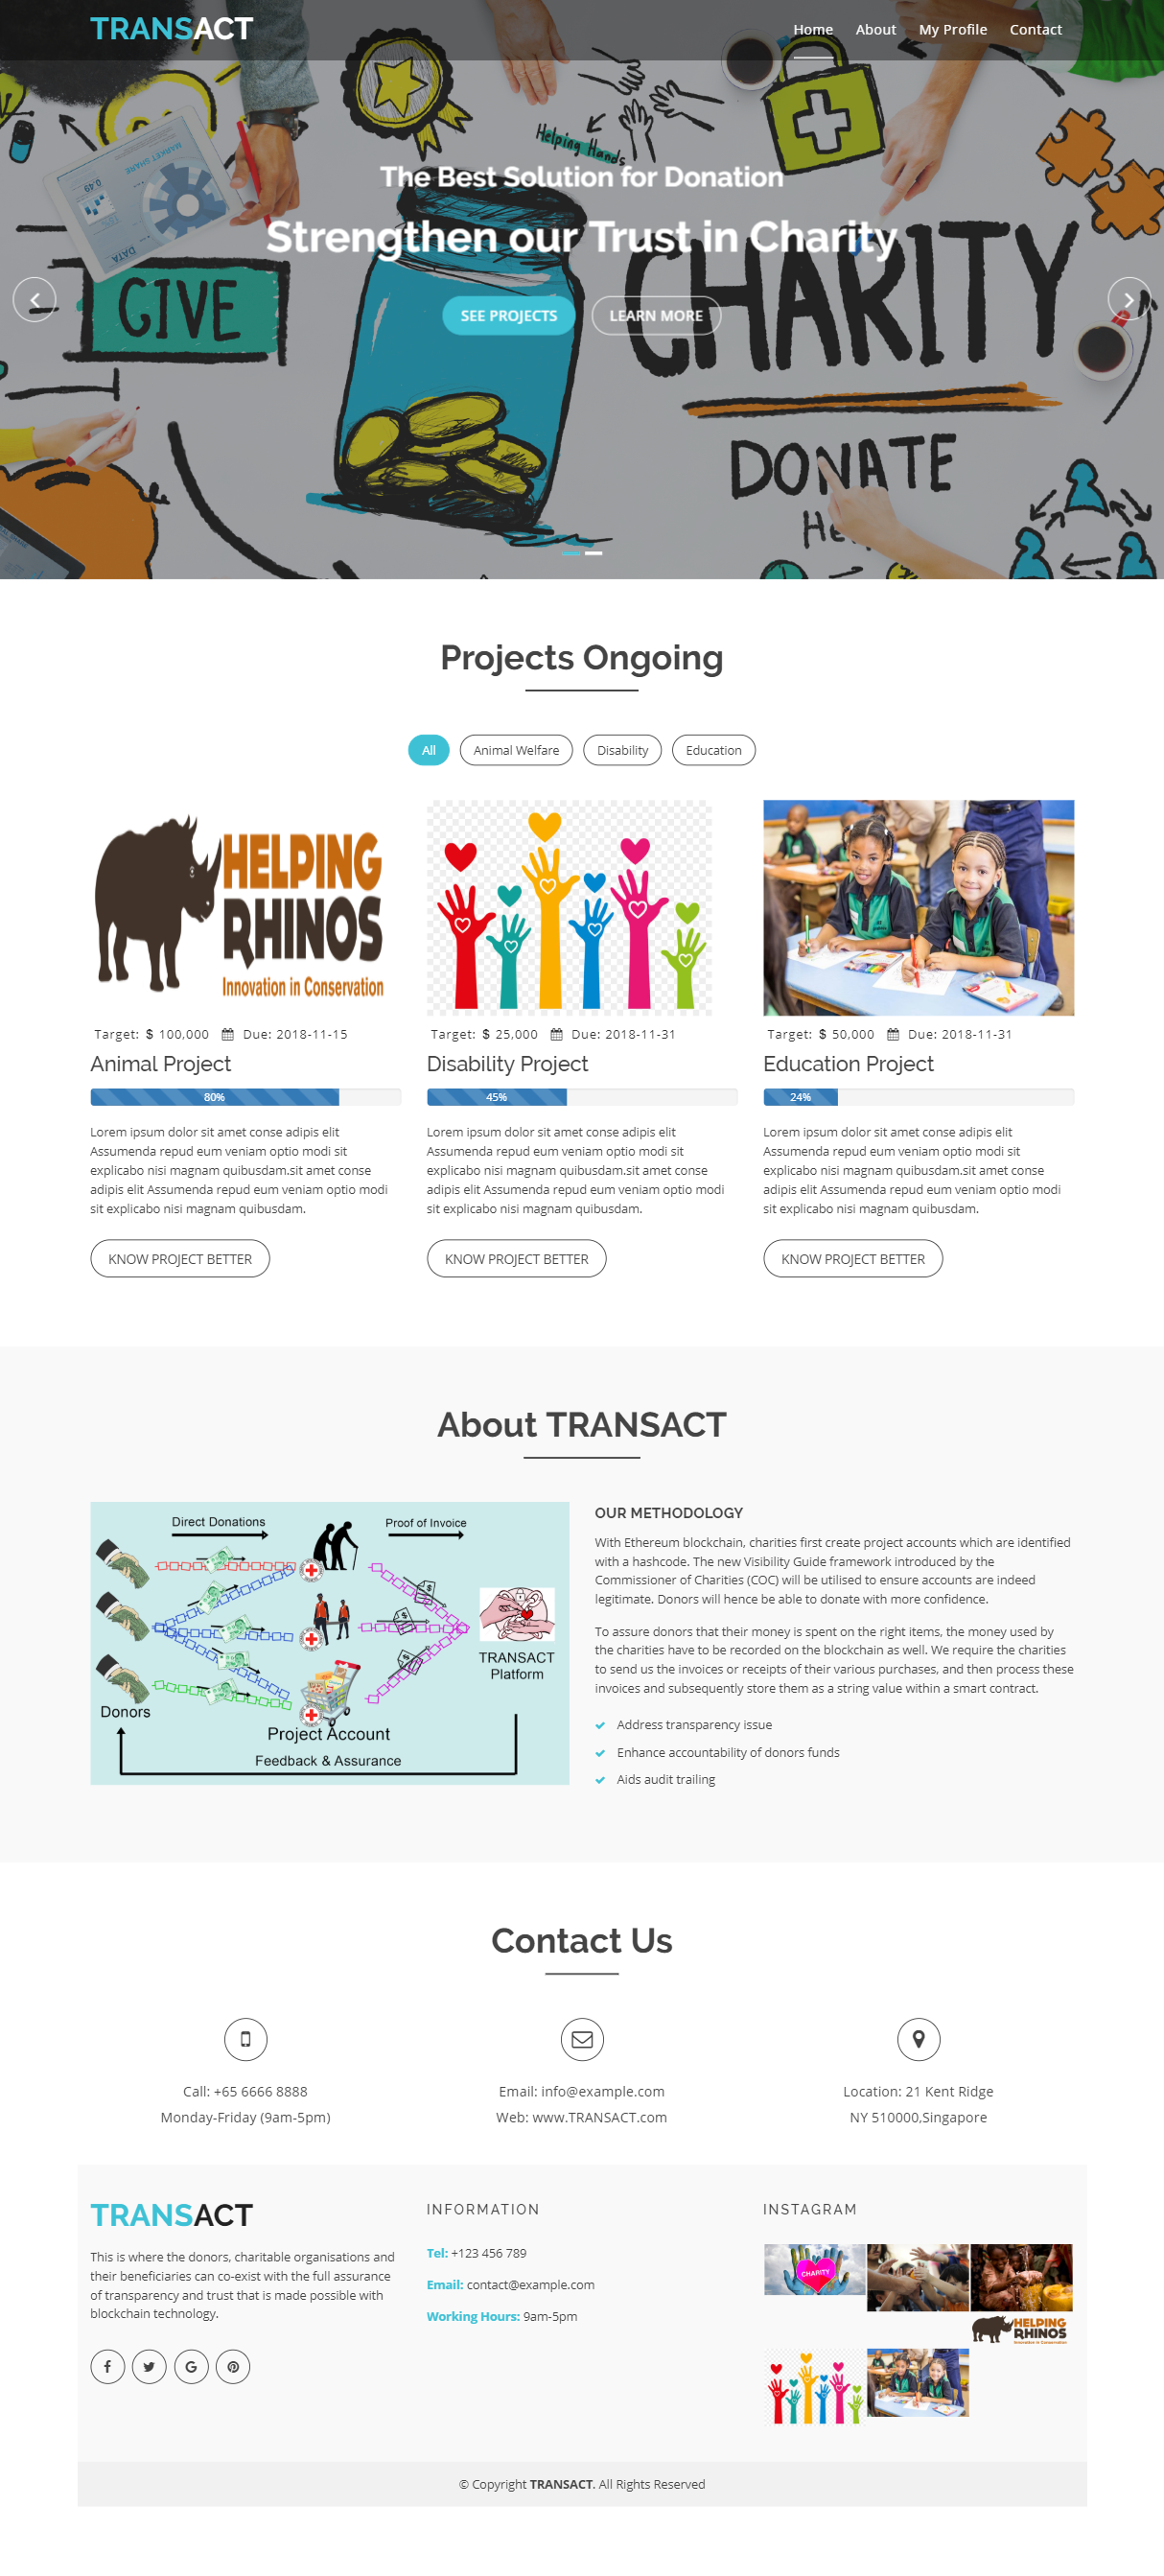 TRANSACT
Home About My Profile Contact
MARKET SHARE
0.49
DATA
Helping Hands
The Best Solution for Donation
Strengthen our Trust in Charity
GIVE
CHARITY
SEE PROJECTS LEARN MORE
DONATE
Projects Ongoing
All Animal Welfare Disability Education
HELPING
RHINOS
Innovation in Conservation
Target: $ 100,000 Due: 2018-11-15
Animal Project
80%
Lorem ipsum dolor sit amet conse adipis elit
Assumenda repud eum veniam optio modi sit
explicabo nisi magnam quibusdam.sit amet conse
adipis elit Assumenda repud eum veniam optio modi
sit explicabo nisi magnam quibusdam.
KNOW PROJECT BETTER
Target: $ 25,000 Due: 2018-11-31
Disability Project
45%
Lorem ipsum dolor sit amet conse adipis elit
Assumenda repud eum veniam optio modi sit
explicabo nisi magnam quibusdam.sit amet conse
adipis elit Assumenda repud eum veniam optio modi
sit explicabo nisi magnam quibusdam.
KNOW PROJECT BETTER
Target: $ 50,000 Due: 2018-11-31
Education Project
24%
Lorem ipsum dolor sit amet conse adipis elit
Assumenda repud eum veniam optio modi sit
explicabo nisi magnam quibusdam.sit amet conse
adipis elit Assumenda repud eum veniam optio modi
sit explicabo nisi magnam quibusdam.
KNOW PROJECT BETTER
About TRANSACT
Direct Donations Proof of Invoice
TRANSACT
Platform
Donors
Project Account
Feedback & Assurance
OUR METHODOLOGY
With Ethereum blockchain, charities first create project accounts which are identified
with a hashcode. The new Visibility Guide framework introduced by the
Commissioner of Charities (COC) will be utilised to ensure accounts are indeed
legitimate. Donors will hence be able to donate with more confidence.
To assure donors that their money is spent on the right items, the money used by
the charities have to be recorded on the blockchain as well. We require the charities
to send us the invoices or receipts of their various purchases, and then process these
invoices and subsequently store them as a string value within a smart contract.
Address transparency issue
Enhance accountability of donors funds
Aids audit trailing
Contact Us
Call: +65 6666 8888
Monday-Friday (9am-5pm)
Email: info@example.com
Web: www.TRANSACT.com
Location: 21 Kent Ridge
NY 510000,Singapore
TRANSACT
This is where the donors, charitable organisations and
their beneficiaries can co-exist with the full assurance
of transparency and trust that is made possible with
blockchain technology.
INFORMATION
Tel: +123 456 789
Email: contact@example.com
Working Hours: 9am-5pm
INSTAGRAM
CHARITY
HELPING
RHINOS
Innovation in Conservation
© Copyright TRANSACT. All Rights Reserved